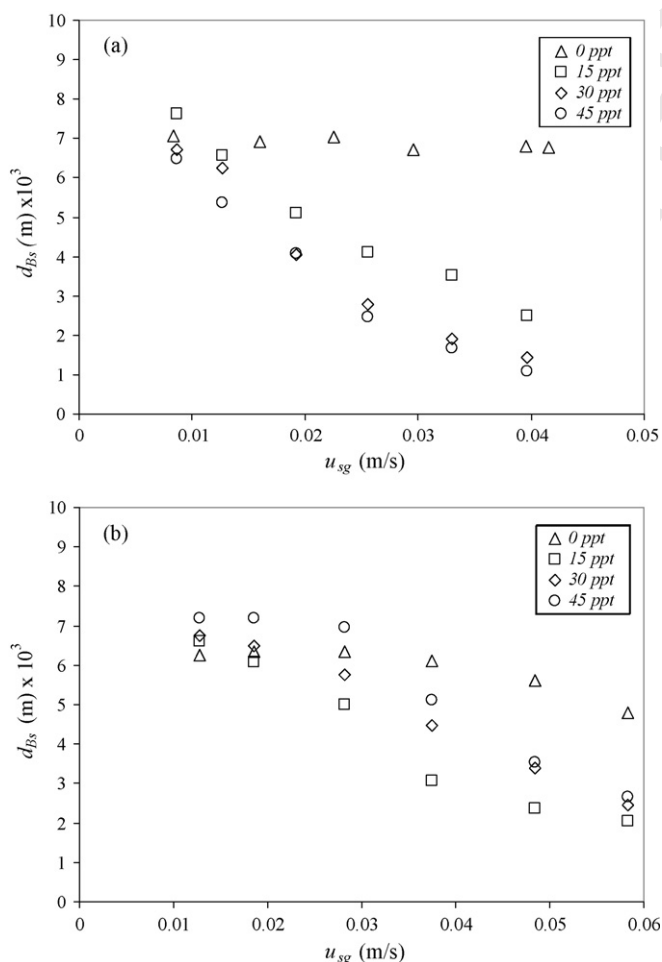 (a)
0 ppt
15 ppt
30 ppt
45 ppt
10
9
8
7
6
5
4
3
2
1
0
d_Bs (m) x10^3
0 0.01 0.02 0.03 0.04 0.05
u_sg (m/s)
(b)
0 ppt
15 ppt
30 ppt
45 ppt
10
9
8
7
6
5
4
3
2
1
0
d_Bs (m) x 10^3
0 0.01 0.02 0.03 0.04 0.05 0.06
u_sg (m/s)